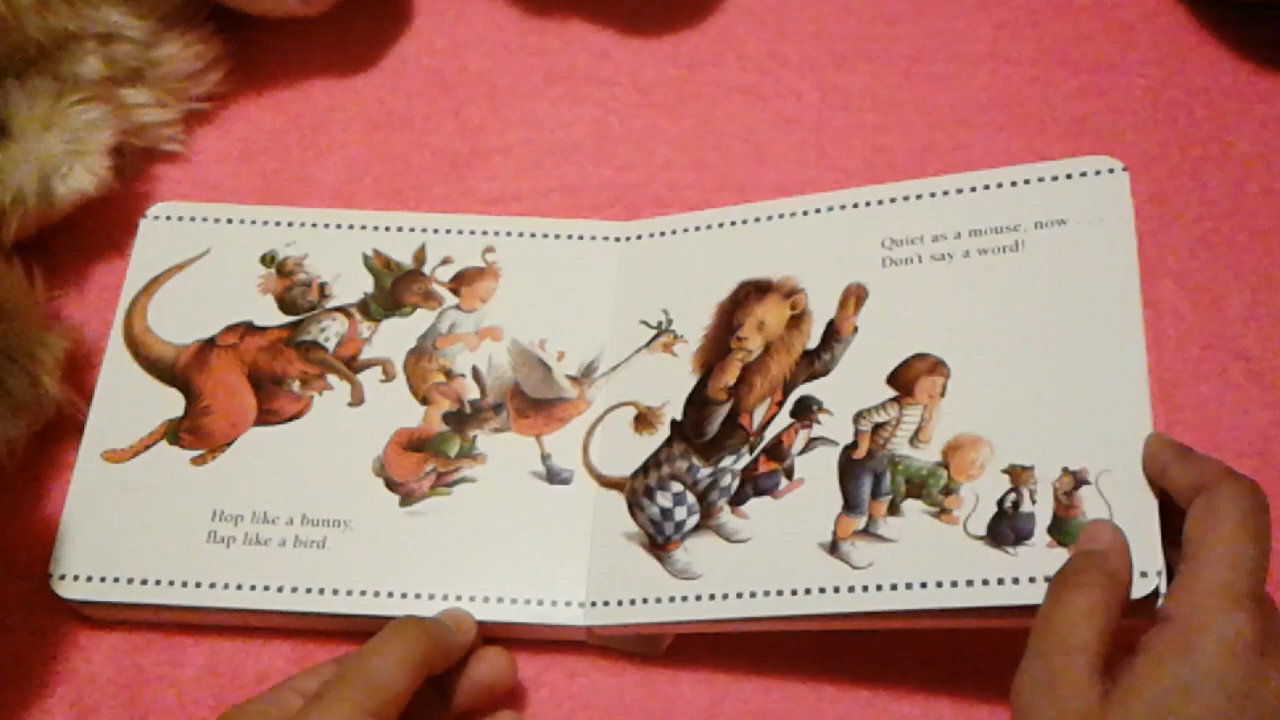 Hop like a bunny,
flap like a bird.
Quiet as a mouse, now . . .
Don't say a word!